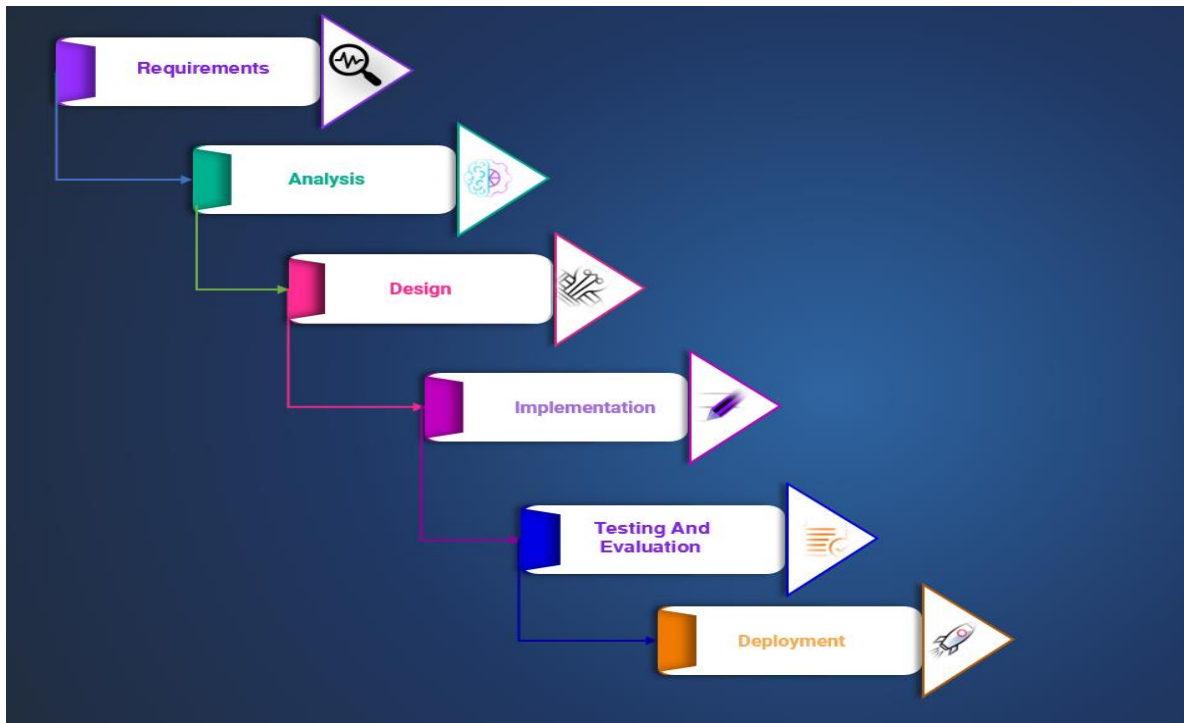 Requirements
Analysis
Design
Implementation
Testing And
Evaluation
Deployment